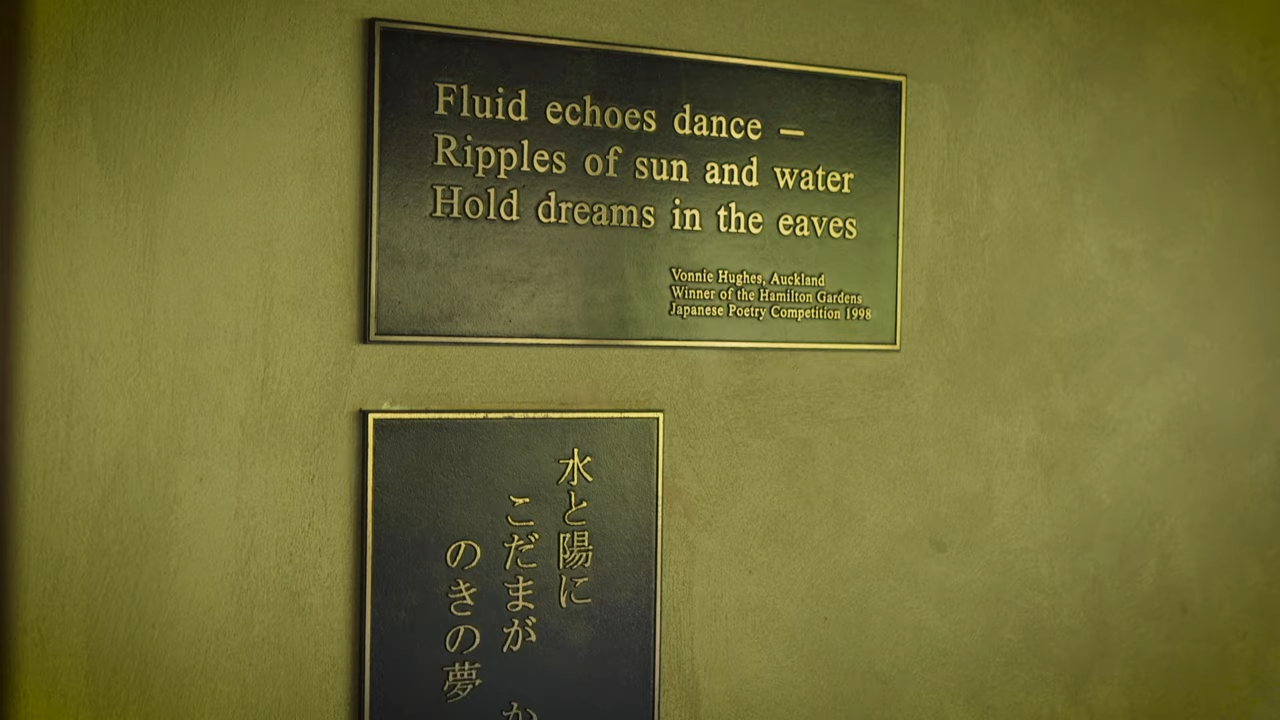 Fluid echoes dance –
Ripples of sun and water
Hold dreams in the eaves
Vonnie Hughes, Auckland
Winner of the Hamilton Gardens
Japanese Poetry Competition 1998
水と陽に
こだまが か
のきの夢